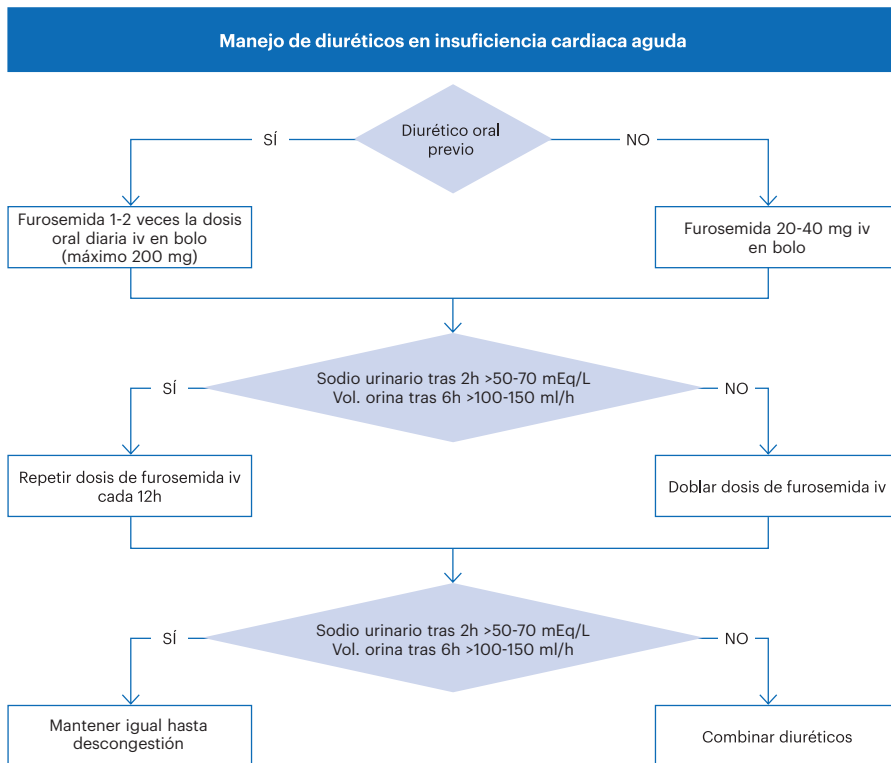 Manejo de diuréticos en insuficiencia cardiaca aguda
Diurético oral
previo
SÍ
NO
Furosemida 1-2 veces la dosis
oral diaria iv en bolo
(máximo 200 mg)
Furosemida 20-40 mg iv
en bolo
Sodio urinario tras 2h >50-70 mEq/L
Vol. orina tras 6h >100-150 ml/h
SÍ
NO
Repetir dosis de furosemida iv
cada 12h
Doblar dosis de furosemida iv
Sodio urinario tras 2h >50-70 mEq/L
Vol. orina tras 6h >100-150 ml/h
SÍ
NO
Mantener igual hasta
descongestión
Combinar diuréticos